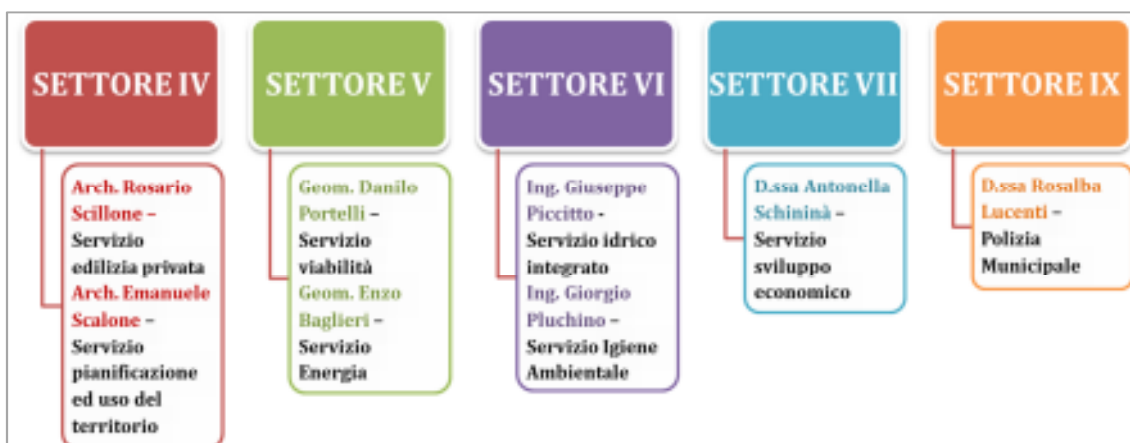 SETTORE IV
Arch. Rosario
Scillone –
Servizio
edilizia privata
Arch. Emanuele
Scalone –
Servizio
pianificazione
ed uso del
territorio
SETTORE V
Geom. Danilo
Portelli –
Servizio
viabilità
Geom. Enzo
Baglieri –
Servizio
Energia
SETTORE VI
Ing. Giuseppe
Piccitto -
Servizio idrico
integrato
Ing. Giorgio
Pluchino –
Servizio Igiene
Ambientale
SETTORE VII
D.ssa Antonella
Schininà –
Servizio
sviluppo
economico
SETTORE IX
D.ssa Rosalba
Lucenti –
Polizia
Municipale